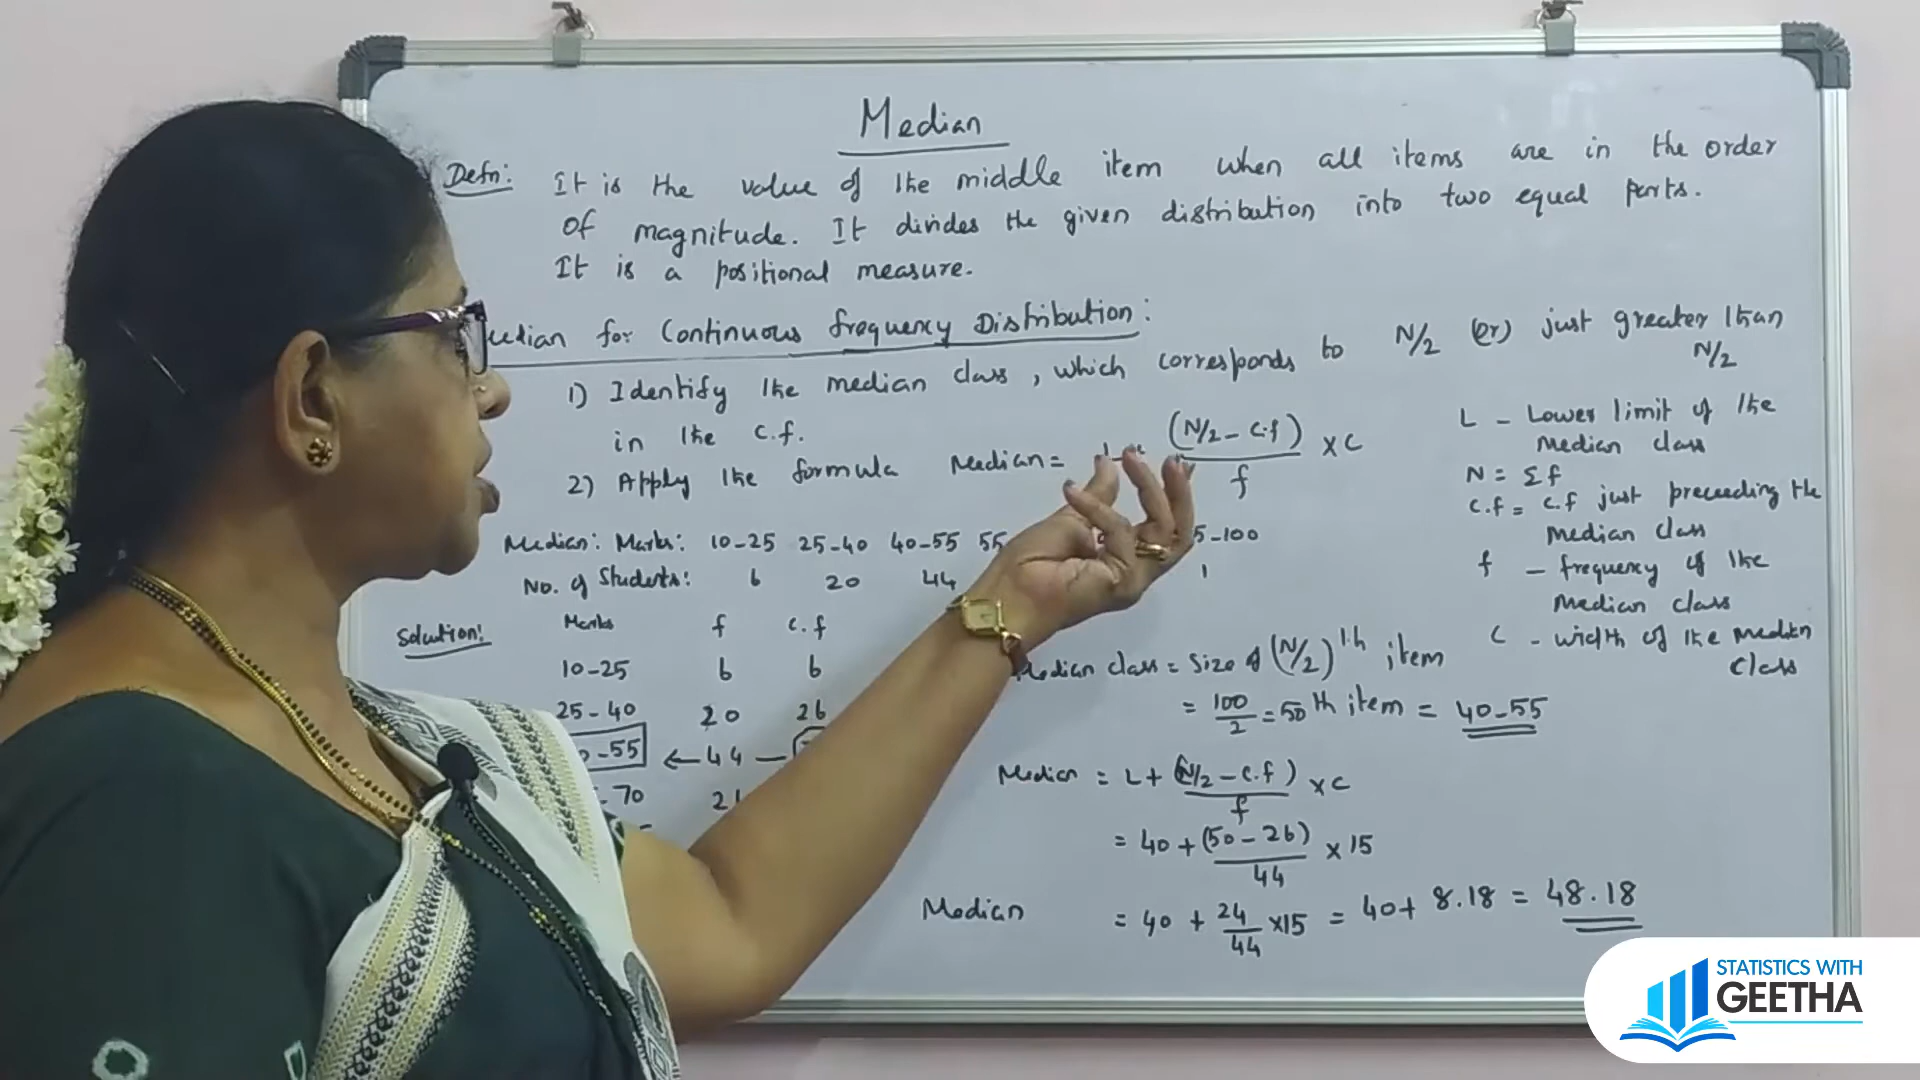 Median
Defn: It is the value of the middle item when all items are in the order
of magnitude. It divides the given distribution into two equal parts.
It is a positional measure.
Median for Continuous frequency Distribution:
1) Identify the median class, which corresponds to N/2 (or) just greater than N/2
in the c.f.
2) Apply the formula Median = L + (N/2 - c.f) / f x C
L - Lower limit of the
Median class
N = Σf
c.f = c.f just preceeding the
Median class
f - frequency of the
Median class
C - width of the Median
Class
Median: Marks: 10-25 25-40 40-55 55 5-100
No. of Students: 6 20 44 1
Solution:
Marks f c.f
10-25 6 6
25-40 20 26
-55 ← 44 —
-70
Median class = Size of (N/2)th item
= 100/2 = 50th item = 40-55
Median = L + (N/2 - c.f) / f x C
= 40 + (50-26) / 44 x 15
Median = 40 + 24/44 x15 = 40+ 8.18 = 48.18
STATISTICS WITH
GEETHA